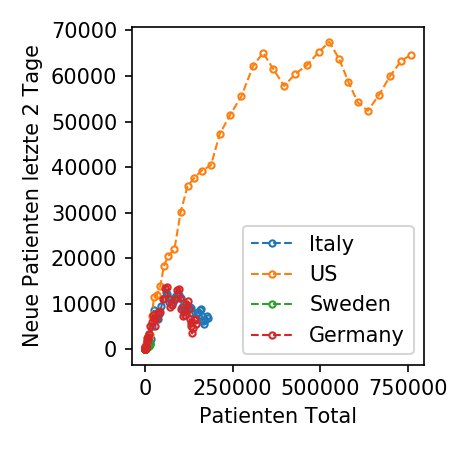 Neue Patienten letzte 2 Tage
70000
60000
50000
40000
30000
20000
10000
0
Italy
US
Sweden
Germany
0 250000 500000 750000
Patienten Total